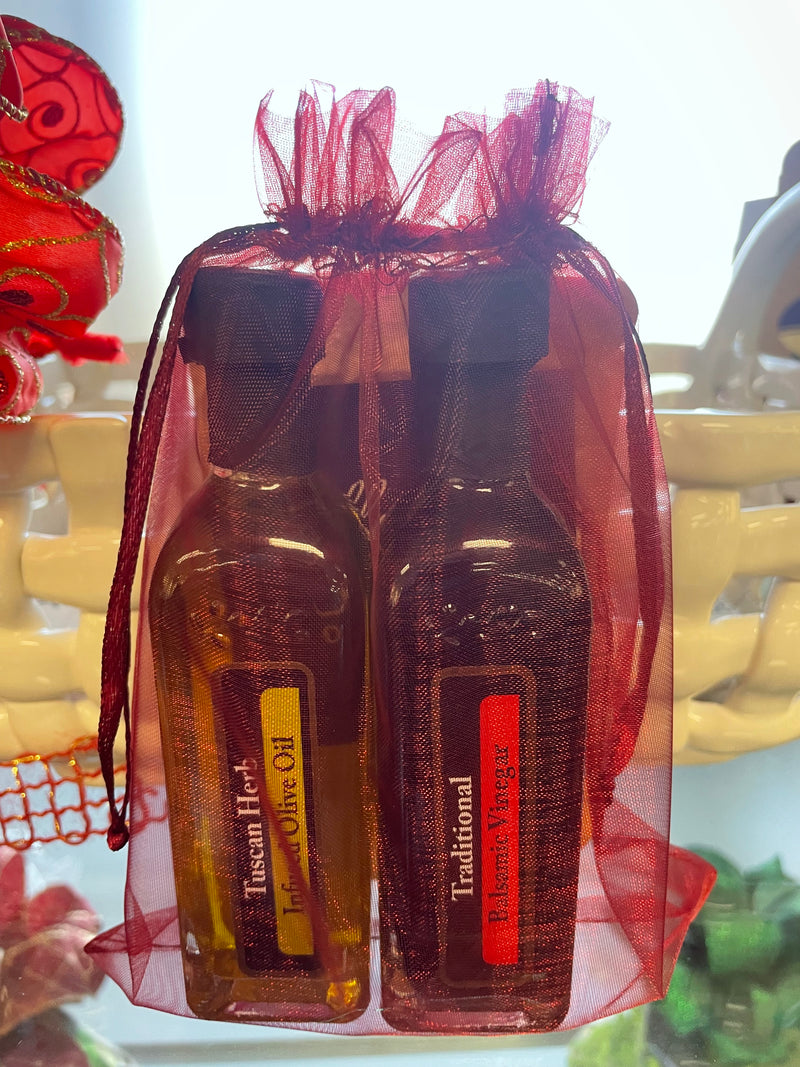 Tuscan Herb
Infused Olive Oil
Traditional
Balsamic Vinegar